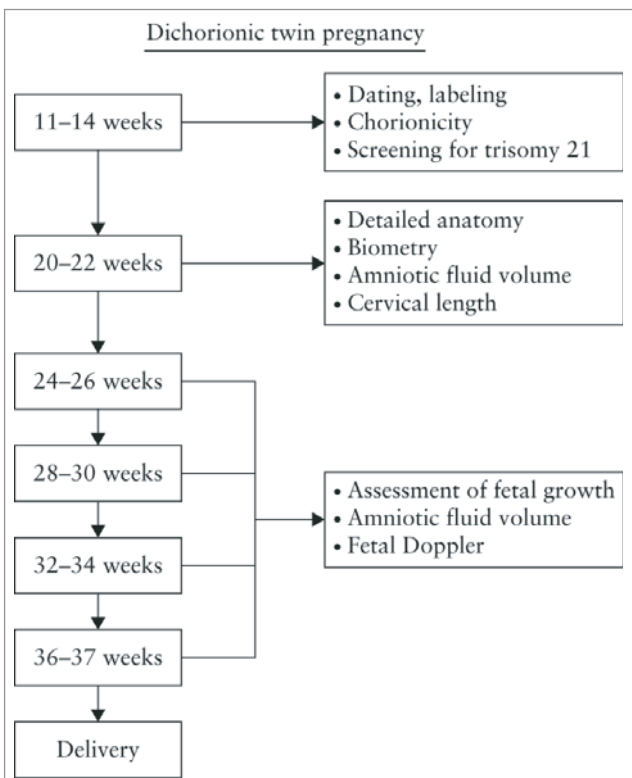 Dichorionic twin pregnancy
11–14 weeks
• Dating, labeling
• Chorionicity
• Screening for trisomy 21
20–22 weeks
• Detailed anatomy
• Biometry
• Amniotic fluid volume
• Cervical length
24–26 weeks
28–30 weeks
• Assessment of fetal growth
• Amniotic fluid volume
• Fetal Doppler
32–34 weeks
36–37 weeks
Delivery